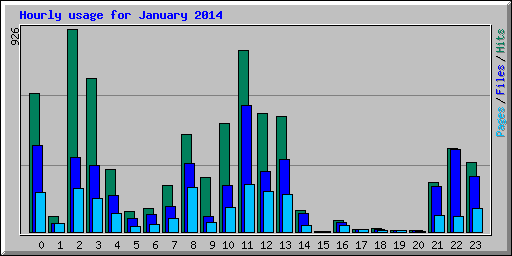 Hourly usage for January 2014
926
Pages / Files / Hits
0 1 2 3 4 5 6 7 8 9 10 11 12 13 14 15 16 17 18 19 20 21 22 23